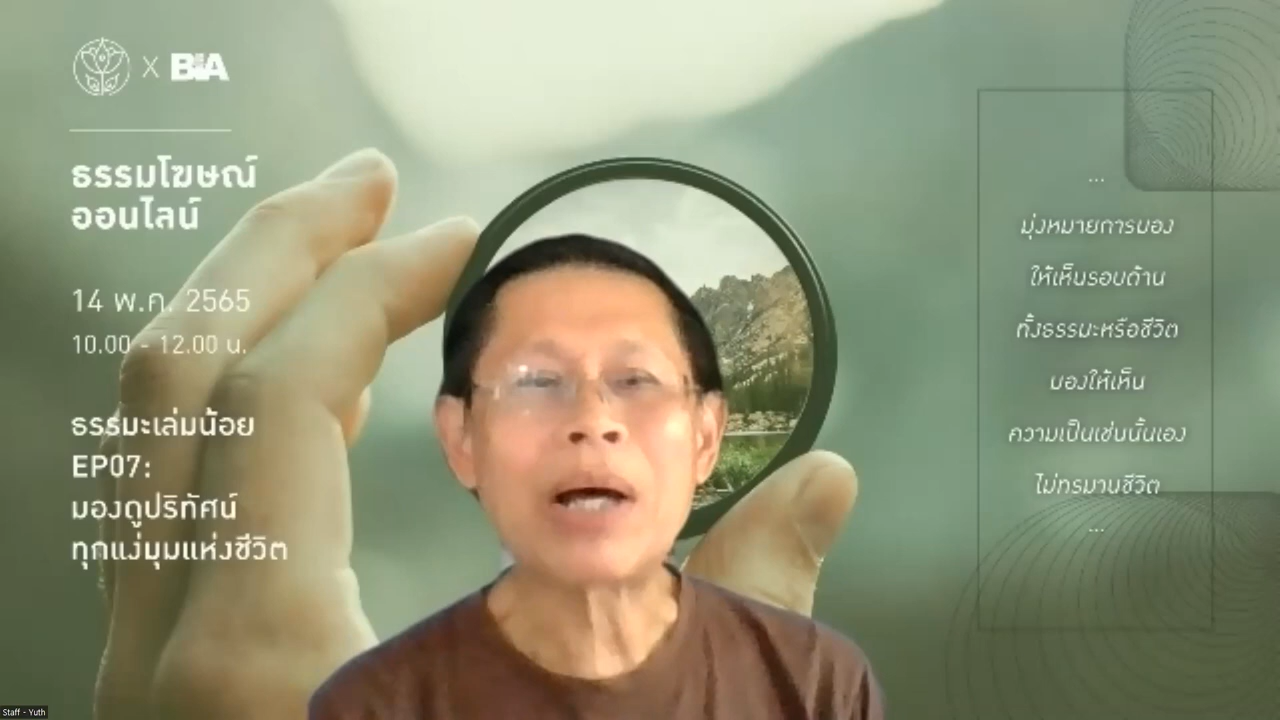 X BIA
ธรรมโฆษณ์
ออนไลน์
14 พ.ค. 2565
10.00 - 12.00 น.
ธรรมะเล่มน้อย
EP07:
มองดูปริทัศน์
ทุกแง่มุมแห่งชีวิต
...
มุ่งหมายการมอง
ให้เห็นรอบด้าน
ทั้งธรรมะหรือชีวิต
มองให้เห็น
ความเป็นเช่นนั้นเอง
ไม่ทรมานชีวิต
...
Staff - Yuth